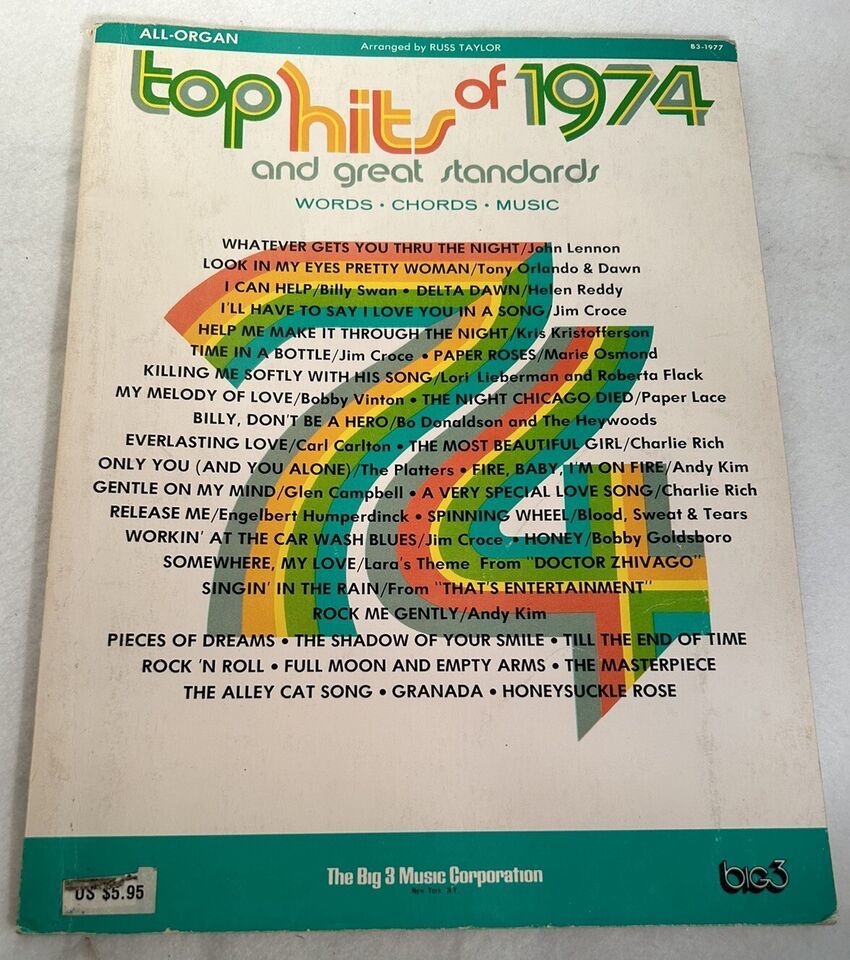 ALL-ORGAN
Arranged by RUSS TAYLOR
B3-1977
top hits of 1974
and great standards
WORDS • CHORDS • MUSIC
WHATEVER GETS YOU THRU THE NIGHT/John Lennon
LOOK IN MY EYES PRETTY WOMAN/Tony Orlando & Dawn
I CAN HELP/Billy Swan • DELTA DAWN/Helen Reddy
I'LL HAVE TO SAY I LOVE YOU IN A SONG/Jim Croce
HELP ME MAKE IT THROUGH THE NIGHT/Kris Kristofferson
TIME IN A BOTTLE/Jim Croce • PAPER ROSES/Marie Osmond
KILLING ME SOFTLY WITH HIS SONG/Lori Lieberman and Roberta Flack
MY MELODY OF LOVE/Bobby Vinton • THE NIGHT CHICAGO DIED/Paper Lace
BILLY, DON'T BE A HERO/Bo Donaldson and The Heywoods
EVERLASTING LOVE/Carl Carlton • THE MOST BEAUTIFUL GIRL/Charlie Rich
ONLY YOU (AND YOU ALONE)/The Platters • FIRE, BABY, I'M ON FIRE/Andy Kim
GENTLE ON MY MIND/Glen Campbell • A VERY SPECIAL LOVE SONG/Charlie Rich
RELEASE ME/Engelbert Humperdinck • SPINNING WHEEL/Blood, Sweat & Tears
WORKIN' AT THE CAR WASH BLUES/Jim Croce • HONEY/Bobby Goldsboro
SOMEWHERE, MY LOVE/Lara's Theme From "DOCTOR ZHIVAGO"
SINGIN' IN THE RAIN/From "THAT'S ENTERTAINMENT"
ROCK ME GENTLY/Andy Kim
PIECES OF DREAMS • THE SHADOW OF YOUR SMILE • TILL THE END OF TIME
ROCK 'N ROLL • FULL MOON AND EMPTY ARMS • THE MASTERPIECE
THE ALLEY CAT SONG • GRANADA • HONEYSUCKLE ROSE
74
The Big 3 Music Corporation
New York, N.Y.
US $5.95
big3